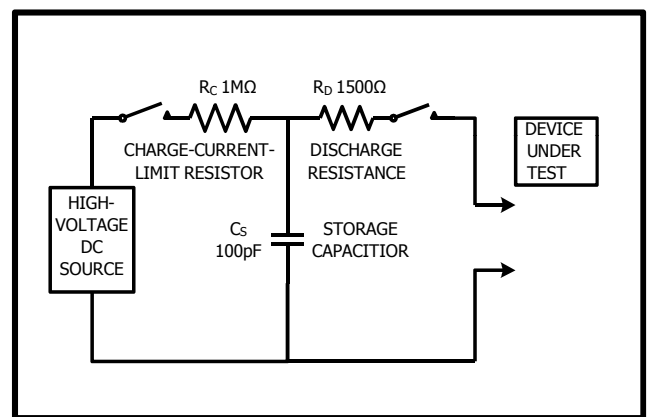 RC 1MΩ
RD 1500Ω
CHARGE-CURRENT-
LIMIT RESISTOR
DISCHARGE
RESISTANCE
DEVICE
UNDER
TEST
HIGH-
VOLTAGE
DC
SOURCE
CS
100pF
STORAGE
CAPACITIOR